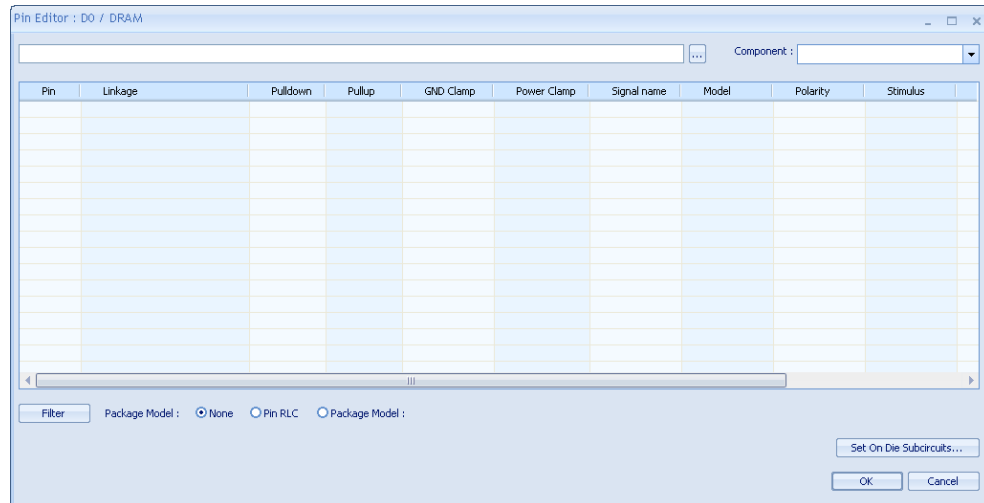 Pin Editor : D0 / DRAM
... Component :
Pin Linkage Pulldown Pullup GND Clamp Power Clamp Signal name Model Polarity Stimulus
Filter Package Model : None Pin RLC Package Model :
Set On Die Subcircuits...
OK Cancel